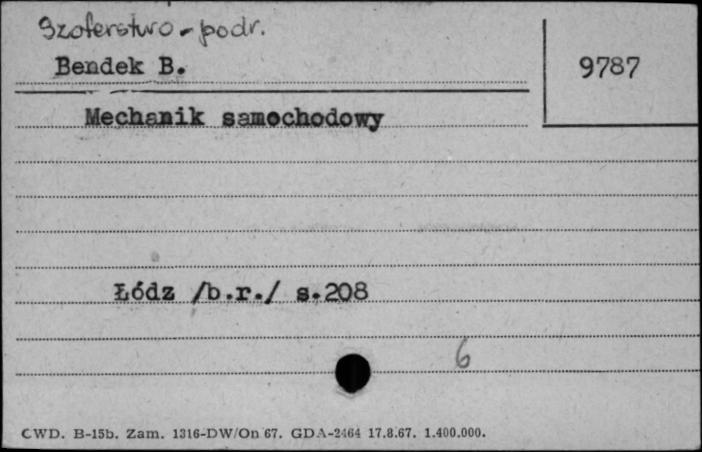 Szoferstwo - podr.
Bendek B.
9787
Mechanik samochodowy
Łódz /b.r./ s.208
6
CWD. B-15b. Zam. 1316-DW/On 67. GDA-2464 17.8.67. 1.400.000.